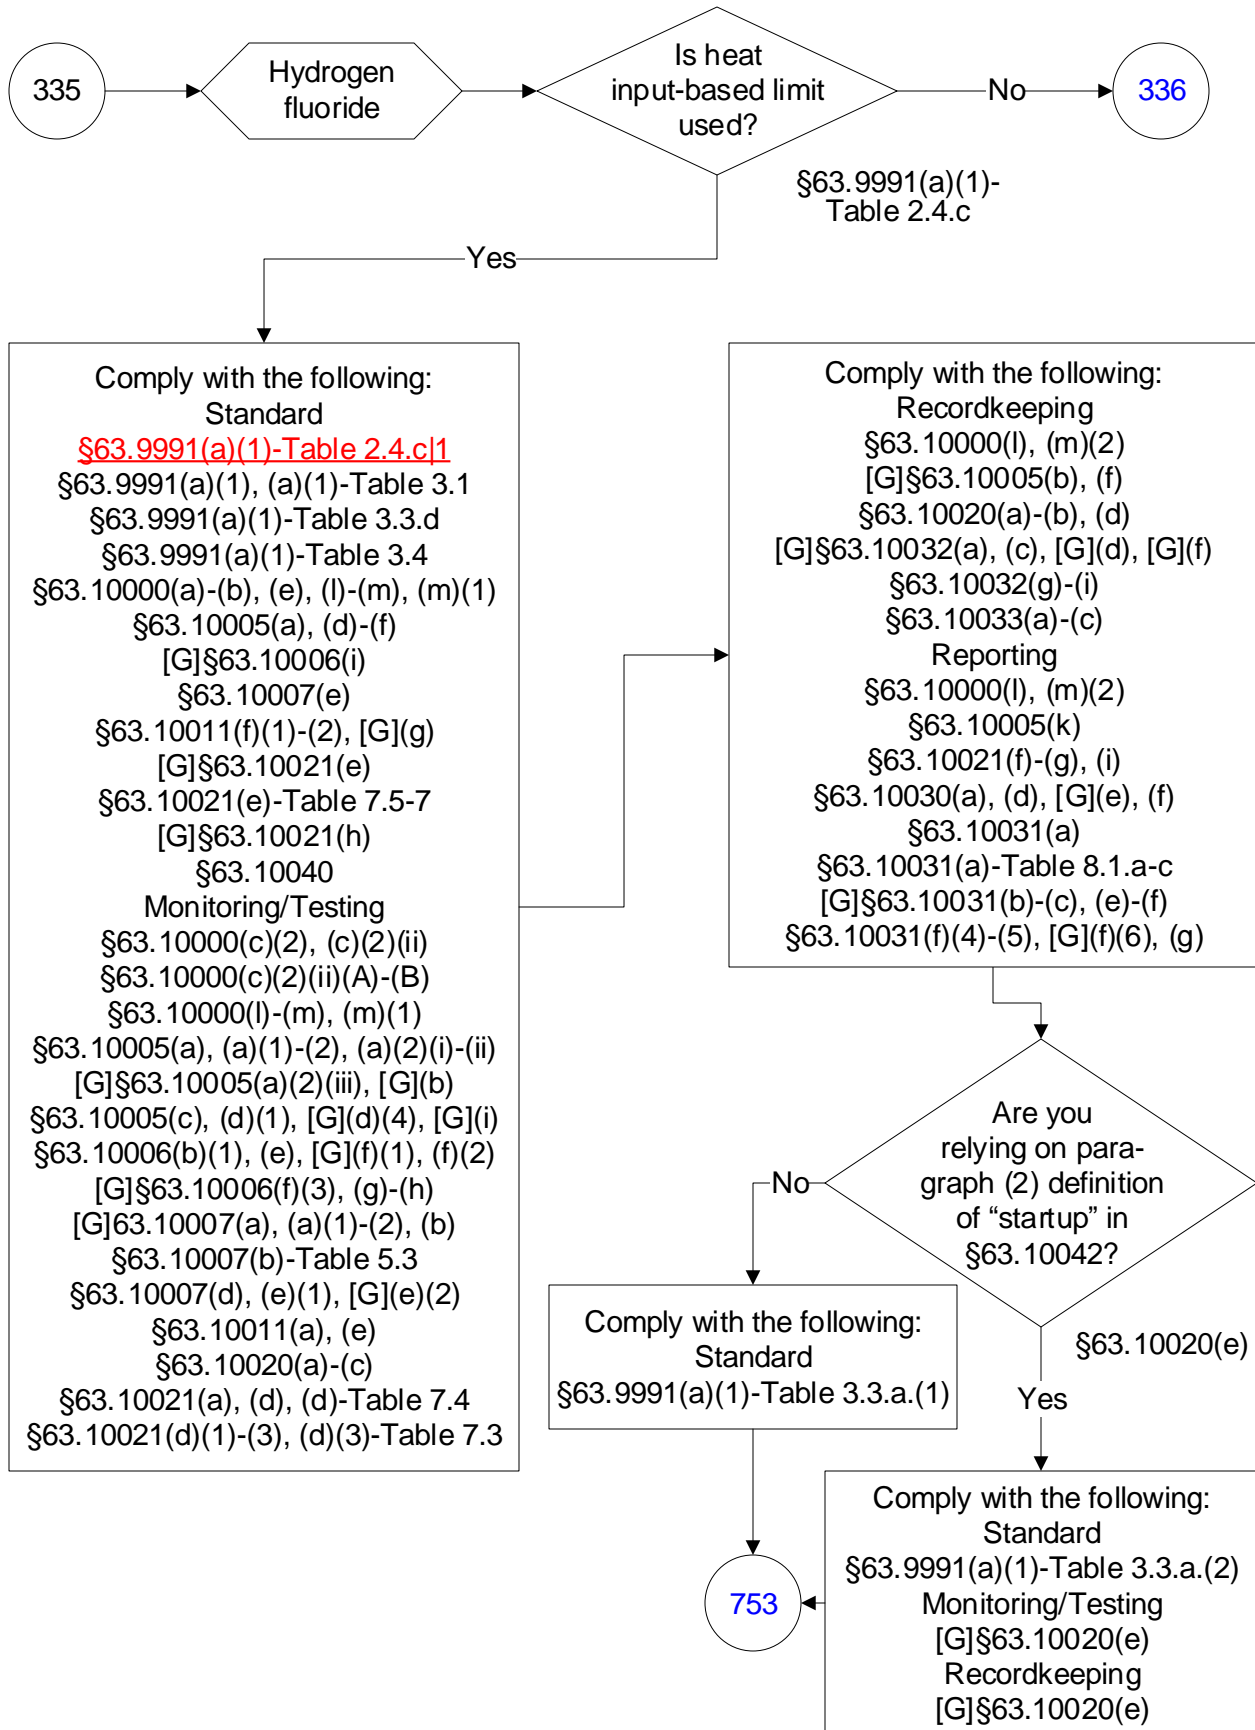 335
Hydrogen
fluoride
Is heat
input-based limit
used?
No
336
§63.9991(a)(1)-
Table 2.4.c
Yes
Comply with the following:
Standard
§63.9991(a)(1)-Table 2.4.c|1
§63.9991(a)(1), (a)(1)-Table 3.1
§63.9991(a)(1)-Table 3.3.d
§63.9991(a)(1)-Table 3.4
§63.10000(a)-(b), (e), (l)-(m), (m)(1)
§63.10005(a), (d)-(f)
[G]§63.10006(i)
§63.10007(e)
§63.10011(f)(1)-(2), [G](g)
[G]§63.10021(e)
§63.10021(e)-Table 7.5-7
[G]§63.10021(h)
§63.10040
Monitoring/Testing
§63.10000(c)(2), (c)(2)(ii)
§63.10000(c)(2)(ii)(A)-(B)
§63.10000(l)-(m), (m)(1)
§63.10005(a), (a)(1)-(2), (a)(2)(i)-(ii)
[G]§63.10005(a)(2)(iii), [G](b)
§63.10005(c), (d)(1), [G](d)(4), [G](i)
§63.10006(b)(1), (e), [G](f)(1), (f)(2)
[G]§63.10006(f)(3), (g)-(h)
[G]63.10007(a), (a)(1)-(2), (b)
§63.10007(b)-Table 5.3
§63.10007(d), (e)(1), [G](e)(2)
§63.10011(a), (e)
§63.10020(a)-(c)
§63.10021(a), (d), (d)-Table 7.4
§63.10021(d)(1)-(3), (d)(3)-Table 7.3
Comply with the following:
Recordkeeping
§63.10000(l), (m)(2)
[G]§63.10005(b), (f)
§63.10020(a)-(b), (d)
[G]§63.10032(a), (c), [G](d), [G](f)
§63.10032(g)-(i)
§63.10033(a)-(c)
Reporting
§63.10000(l), (m)(2)
§63.10005(k)
§63.10021(f)-(g), (i)
§63.10030(a), (d), [G](e), (f)
§63.10031(a)
§63.10031(a)-Table 8.1.a-c
[G]§63.10031(b)-(c), (e)-(f)
§63.10031(f)(4)-(5), [G](f)(6), (g)
Are you
relying on para-
graph (2) definition
of “startup” in
§63.10042?
No
§63.10020(e)
Yes
Comply with the following:
Standard
§63.9991(a)(1)-Table 3.3.a.(1)
Comply with the following:
Standard
§63.9991(a)(1)-Table 3.3.a.(2)
Monitoring/Testing
[G]§63.10020(e)
Recordkeeping
[G]§63.10020(e)
753